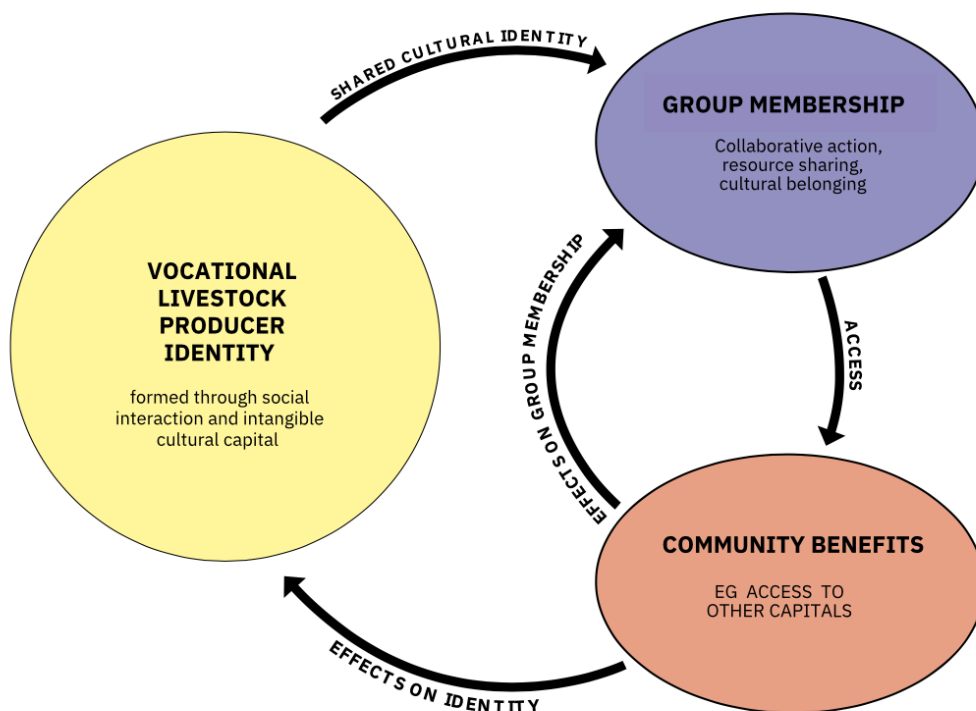 SHARED CULTURAL IDENTITY
GROUP MEMBERSHIP
Collaborative action,
resource sharing,
cultural belonging
VOCATIONAL
LIVESTOCK
PRODUCER
IDENTITY
formed through social
interaction and intangible
cultural capital
EFFECTS ON GROUP MEMBERSHIP
ACCESS
COMMUNITY BENEFITS
EG ACCESS TO
OTHER CAPITALS
EFFECTS ON IDENTITY